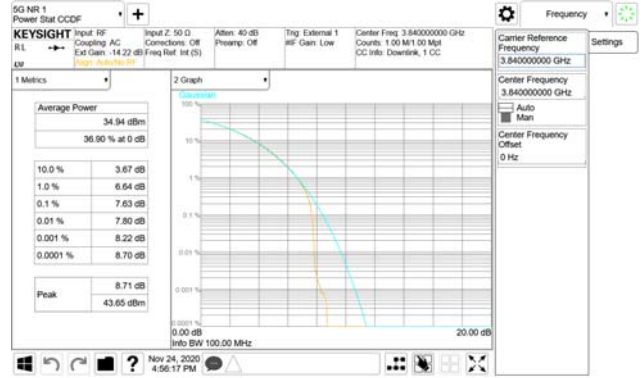 5G NR 1
Power Stat CCDF
Frequency
KEYSIGHT
RL
Input: RF
Coupling: AC
Ext Gain: -14.22 dB
Align: Auto/No RF
Input Z: 50 Ω
Corrections: Off
Freq Ref: Int (S)
Atten: 40 dB
Preamp: Off
Trig: External 1
#IF Gain: Low
Center Freq: 3.840000000 GHz
Counts: 1.00 M/1.00 Mpt
CC Info: Downlink, 1 CC
Carrier Reference
Frequency
3.840000000 GHz
Settings
Center Frequency
3.840000000 GHz
Auto
Man
Center Frequency
Offset
0 Hz
1 Metrics
Average Power
34.94 dBm
36.90 % at 0 dB
10.0 % 3.67 dB
1.0 % 6.64 dB
0.1 % 7.63 dB
0.01 % 7.80 dB
0.001 % 8.22 dB
0.0001 % 8.70 dB
Peak
8.71 dB
43.65 dBm
2 Graph
Gaussian
100 %
10 %
1 %
0.1 %
0.01 %
0.001 %
0.0001 %
0.00 dB
20.00 dB
Info BW 100.00 MHz
?
Nov 24, 2020
4:56:17 PM